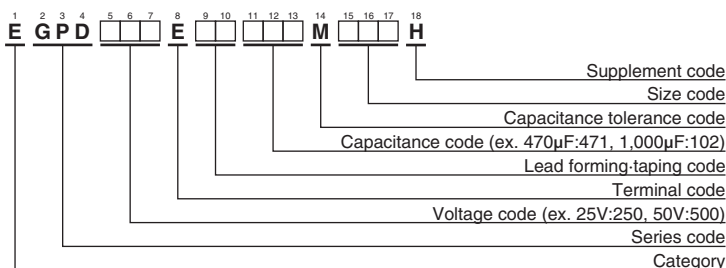 1 2 3 4 5 6 7 8 9 10 11 12 13 14 15 16 17 18
E GPD □□□ E □□ □□□ M □□□ H
Supplement code
Size code
Capacitance tolerance code
Capacitance code (ex. 470μF:471, 1,000μF:102)
Lead forming·taping code
Terminal code
Voltage code (ex. 25V:250, 50V:500)
Series code
Category